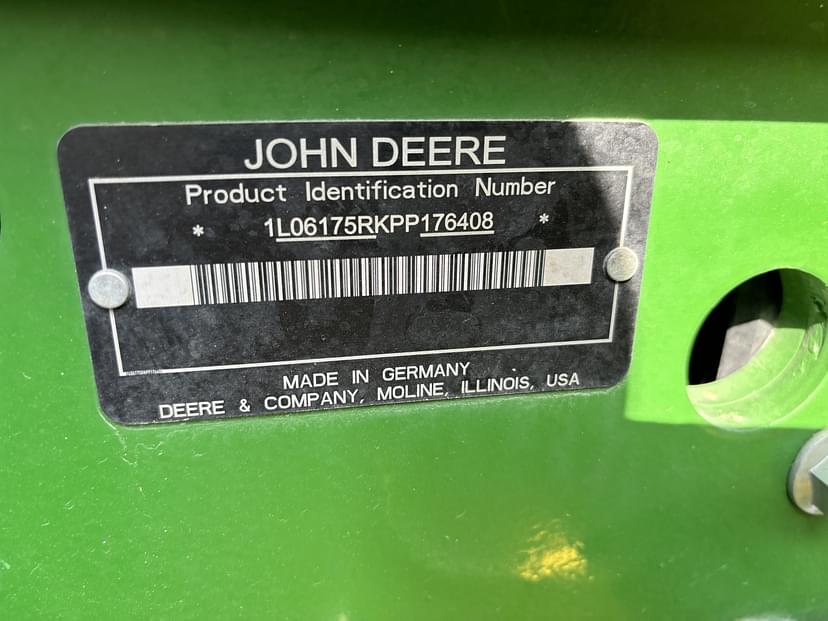 JOHN DEERE
Product Identification Number
* 1L06175RKPP176408 *
MADE IN GERMANY
DEERE & COMPANY, MOLINE, ILLINOIS, USA